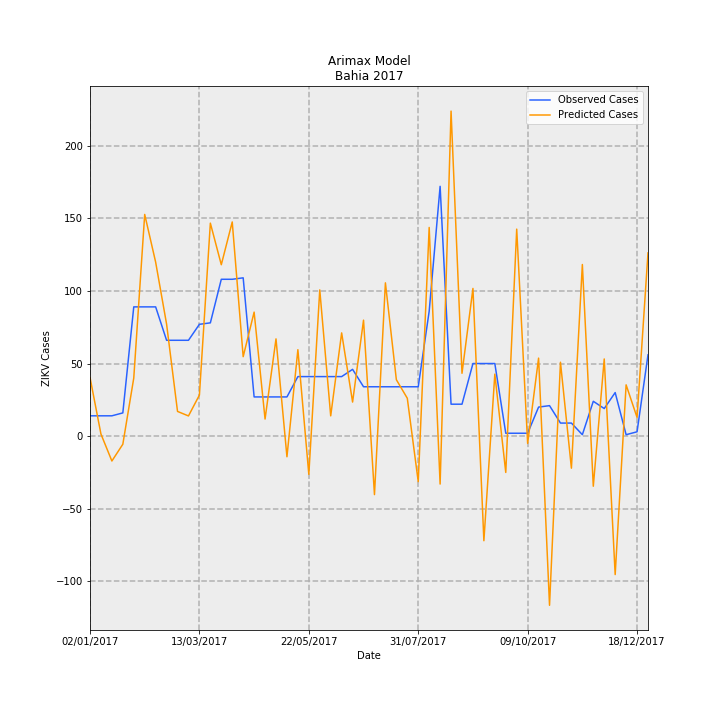 Arimax Model
Bahia 2017
Observed Cases
Predicted Cases
ZIKV Cases
200
150
100
50
0
−50
−100
02/01/2017
13/03/2017
22/05/2017
31/07/2017
09/10/2017
18/12/2017
Date